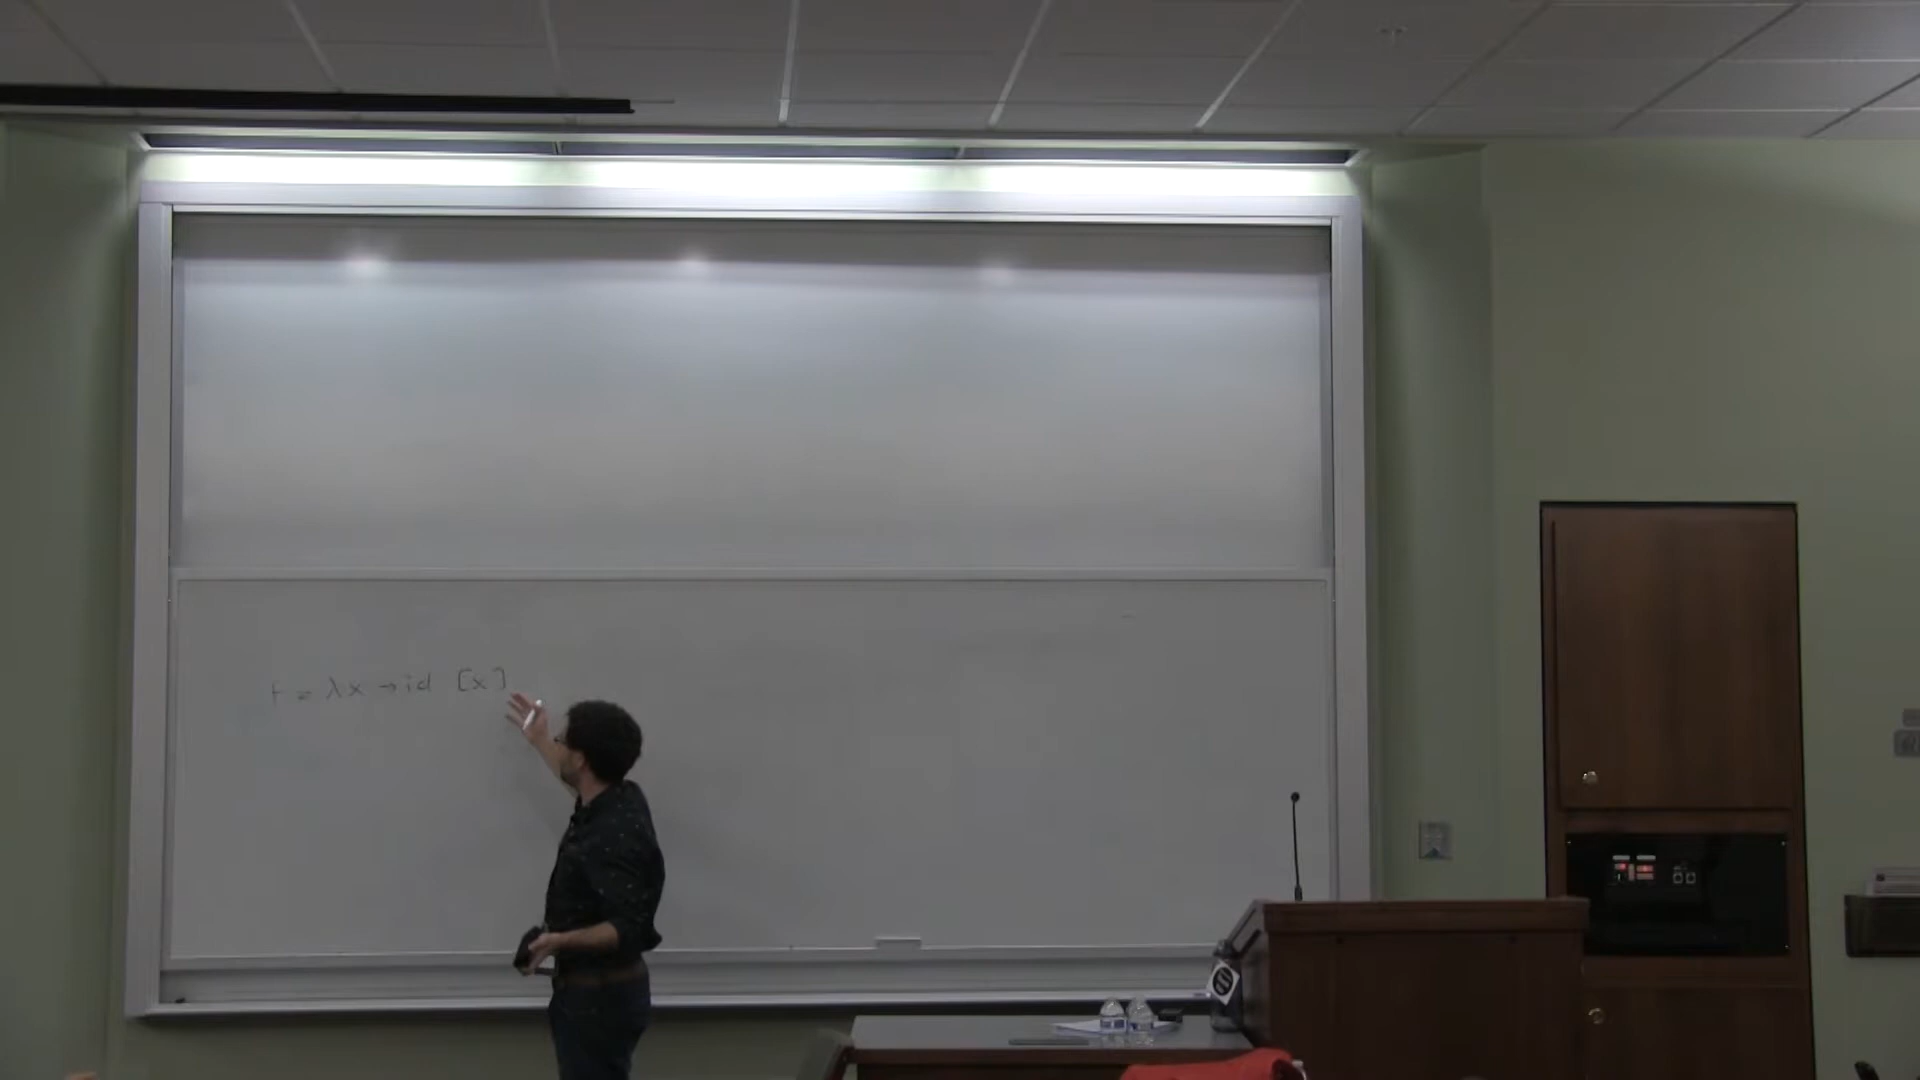 f = λx → id [x]